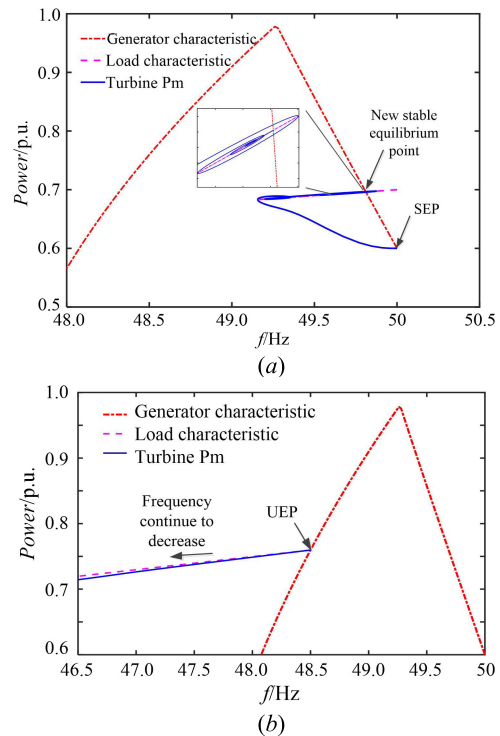 1.0
Generator characteristic
Load characteristic
Turbine Pm
0.9
0.8
New stable
equilibrium
point
0.7
SEP
0.6
0.5
48.0
48.5
49.0
49.5
50
50.5
Power/p.u.
f/Hz
(a)
1.0
Generator characteristic
Load characteristic
Turbine Pm
0.9
Frequency
continue to
decrease
UEP
0.8
0.7
0.6
46.5
47.0
47.5
48.0
48.5
49.0
49.5
50
Power/p.u.
f/Hz
(b)